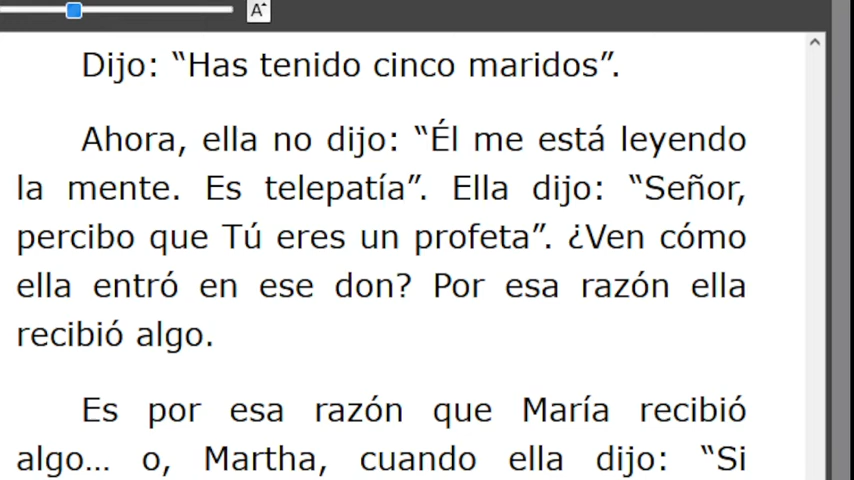 A
Dijo: “Has tenido cinco maridos”.
Ahora, ella no dijo: “Él me está leyendo
la mente. Es telepatía”. Ella dijo: “Señor,
percibo que Tú eres un profeta”. ¿Ven cómo
ella entró en ese don? Por esa razón ella
recibió algo.
Es por esa razón que María recibió
algo… o, Martha, cuando ella dijo: “Si